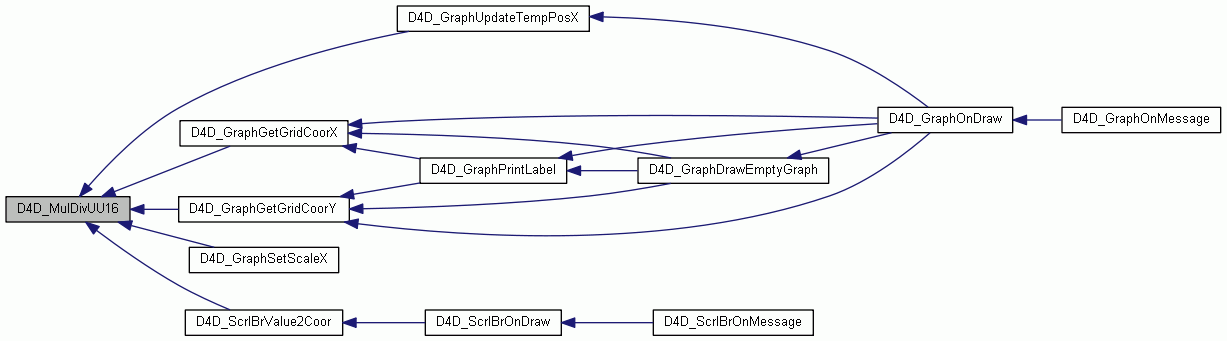 D4D_GraphUpdateTempPosX
D4D_GraphOnDraw
D4D_GraphOnMessage
D4D_GraphGetGridCoorX
D4D_GraphPrintLabel
D4D_GraphDrawEmptyGraph
D4D_MulDivUU16
D4D_GraphGetGridCoorY
D4D_GraphSetScaleX
D4D_ScrlBrValue2Coor
D4D_ScrlBrOnDraw
D4D_ScrlBrOnMessage